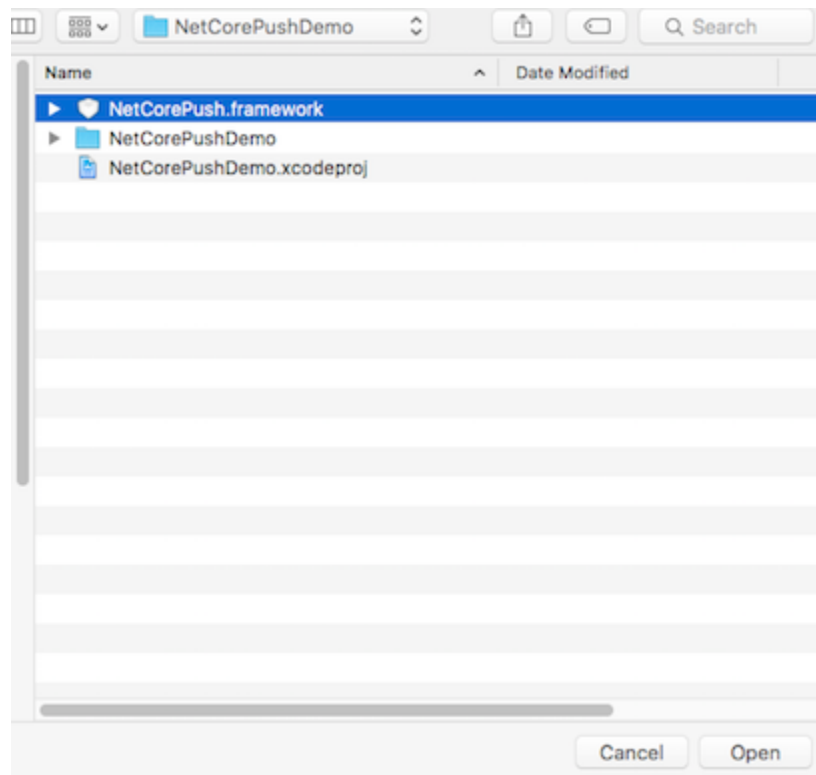 NetCorePushDemo Search
Name Date Modified
NetCorePush.framework
NetCorePushDemo
NetCorePushDemo.xcodeproj
Cancel Open